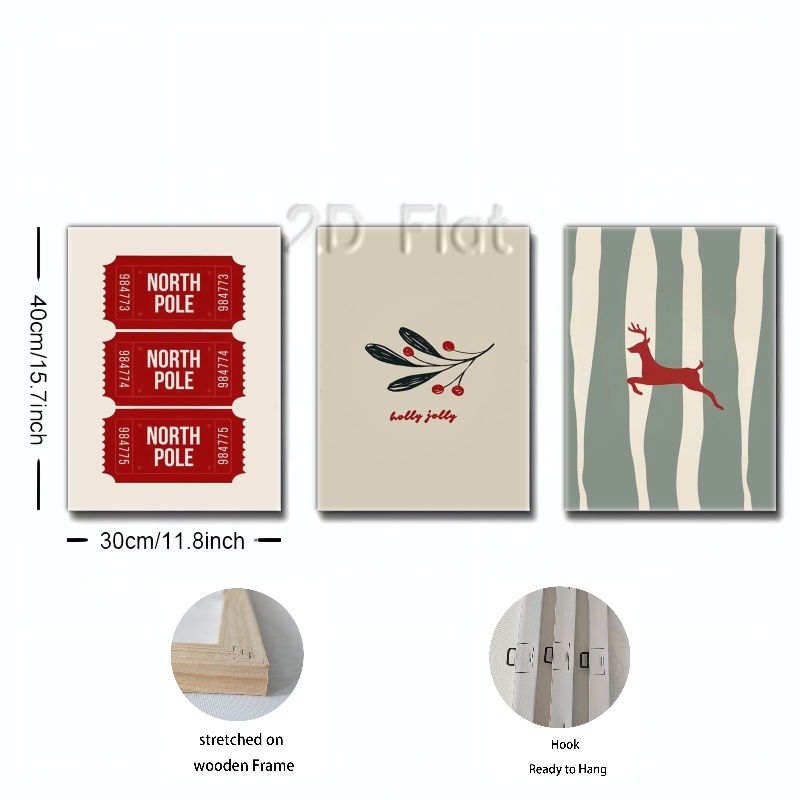 2D Flat
984773
NORTH
POLE
984773
984774
NORTH
POLE
984774
984775
NORTH
POLE
984775
holly jolly
40cm/15.7inch
30cm/11.8inch
stretched on
wooden Frame
Hook
Ready to Hang